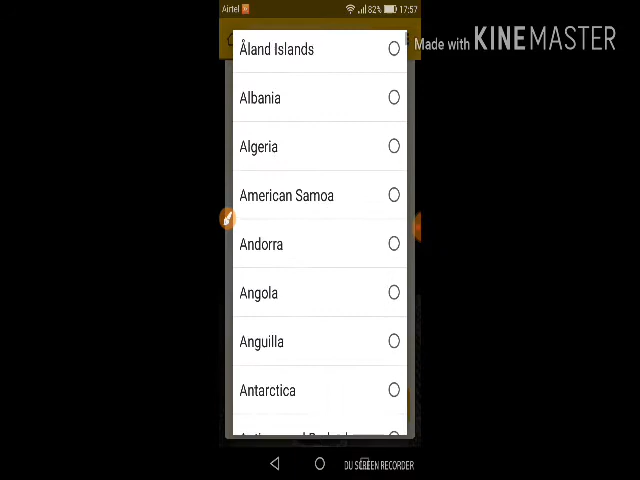 Airtel 82% 17:57
Made with KINEMASTER
Åland Islands
Albania
Algeria
American Samoa
Andorra
Angola
Anguilla
Antarctica
DU SCREEN RECORDER